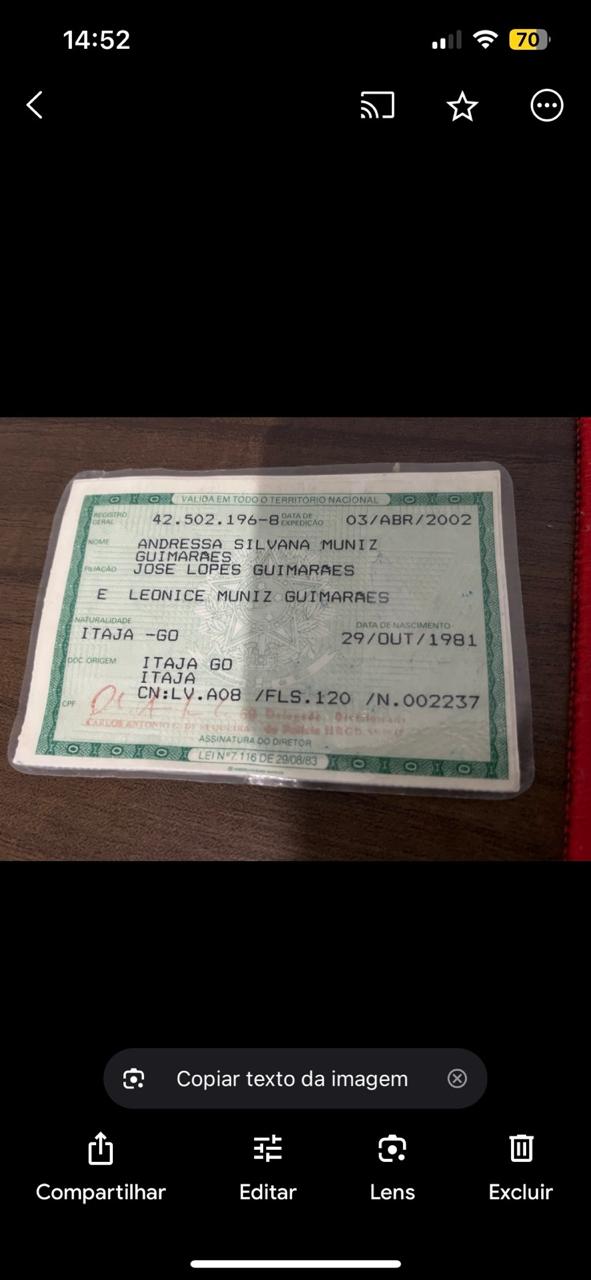 14:52
70
VALIDA EM TODO O TERRITÓRIO NACIONAL
REGISTRO GERAL 42.502.196-8 DATA DE EXPEDIÇÃO 03/ABR/2002
NOME ANDRESSA SILVANA MUNIZ
GUIMARAES
FILIAÇÃO JOSE LOPES GUIMARAES
E LEONICE MUNIZ GUIMARAES
NATURALIDADE DATA DE NASCIMENTO
ITAJA -GO 29/OUT/1981
DOC ORIGEM ITAJA GO
ITAJA
CN:LV.A08 /FLS.120 /N.002237
CPF
CARLOS ANTONIO
ASSINATURA DO DIRETOR
LEI Nº 7.116 DE 29/08/83
Copiar texto da imagem
Compartilhar Editar Lens Excluir